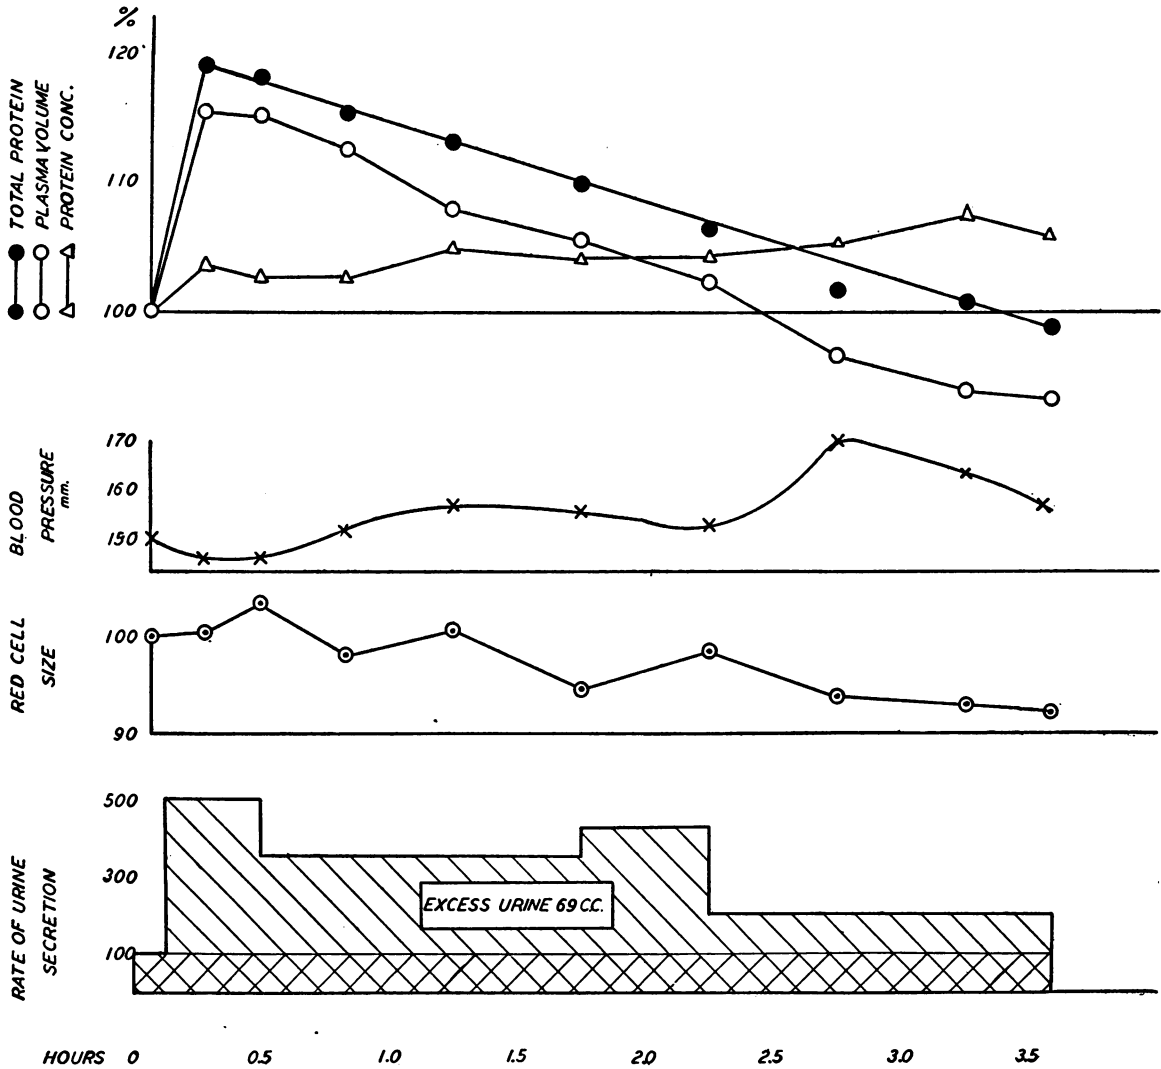 %
120
110
100
TOTAL PROTEIN
PLASMA VOLUME
PROTEIN CONC.
170
160
150
BLOOD
PRESSURE
mm.
100
90
RED CELL
SIZE
500
300
100
RATE OF URINE
SECRETION
EXCESS URINE 69 C.C.
HOURS 0 0.5 1.0 1.5 2.0 2.5 3.0 3.5